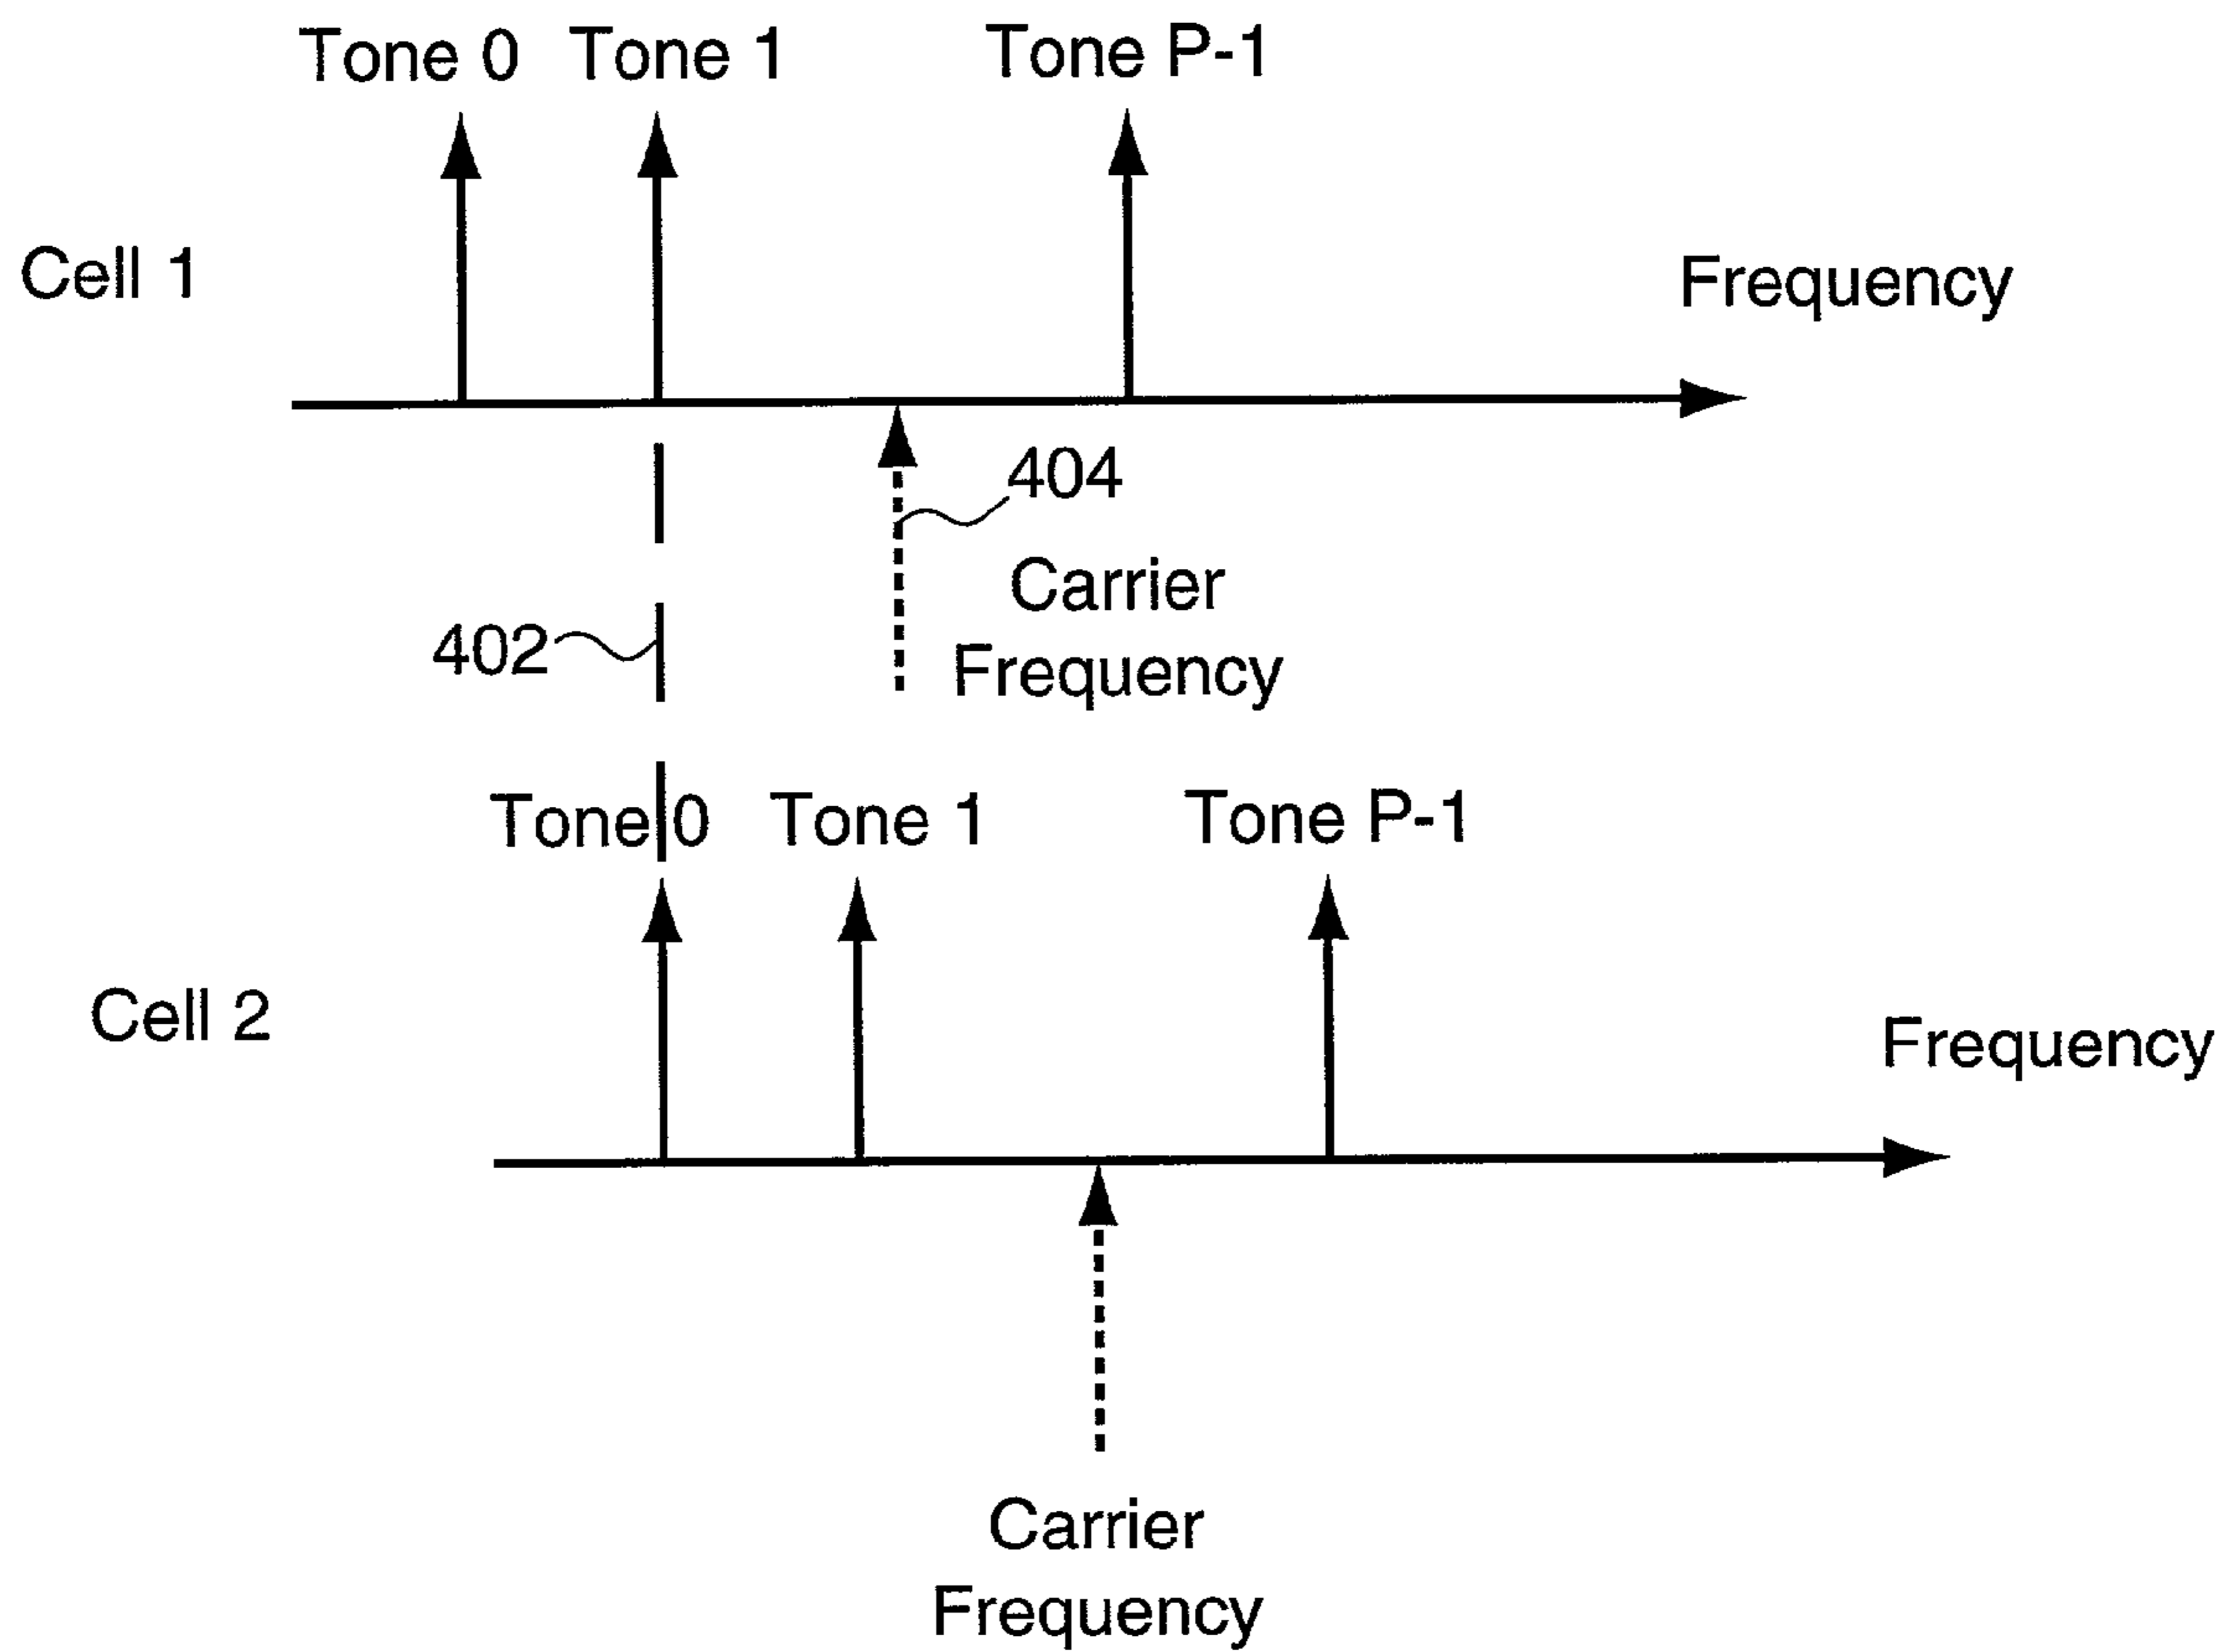 Tone 0 Tone 1 Tone P-1
Cell 1
Frequency
404
Carrier
Frequency
402
Tone 0 Tone 1 Tone P-1
Cell 2
Frequency
Carrier
Frequency